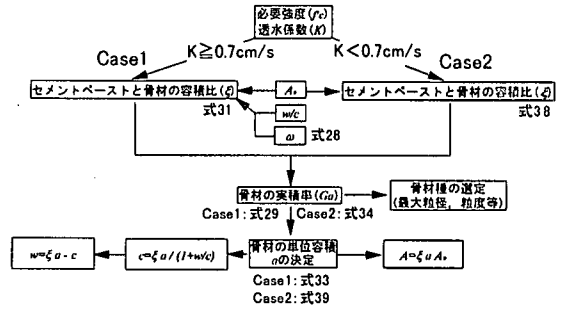 必要強度(f'c)
透水係数(K)
K≧0.7cm/s
K<0.7cm/s
Case1
Case2
セメントペーストと骨材の容積比(ξ)
A*
セメントペーストと骨材の容積比(ξ)
式31
w/c
式38
ω
式28
骨材の実積率(Ga)
骨材種の選定
(最大粒径，粒度等)
Case1:式29
Case2:式34
w=ξa-c
c=ξa/(1+w/c)
骨材の単位容積
aの決定
A=ξaA*
Case1:式33
Case2:式39